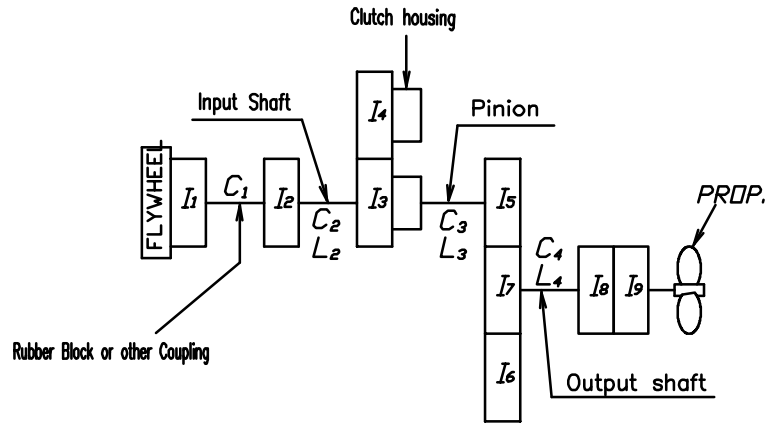 Clutch housing
Input Shaft
Pinion
I4
FLYWHEEL
I1
C1
I2
C2
L2
I3
C3
L3
I5
PROP.
I7
C4
L4
I8
I9
Rubber Block or other Coupling
I6
Output shaft